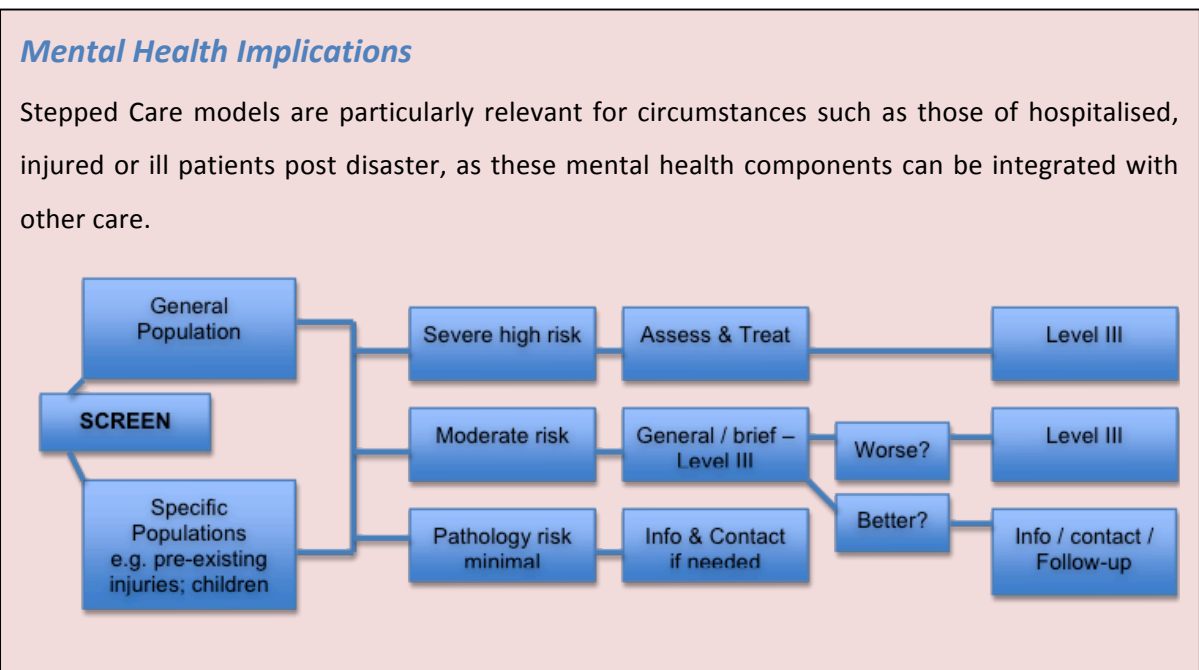 Mental Health Implications
Stepped Care models are particularly relevant for circumstances such as those of hospitalised,
injured or ill patients post disaster, as these mental health components can be integrated with
other care.
General
Population
SCREEN
Specific
Populations
e.g. pre-existing
injuries; children
Severe high risk
Assess & Treat
Level III
Moderate risk
General / brief –
Level III
Worse?
Level III
Better?
Info / contact /
Follow-up
Pathology risk
minimal
Info & Contact
if needed